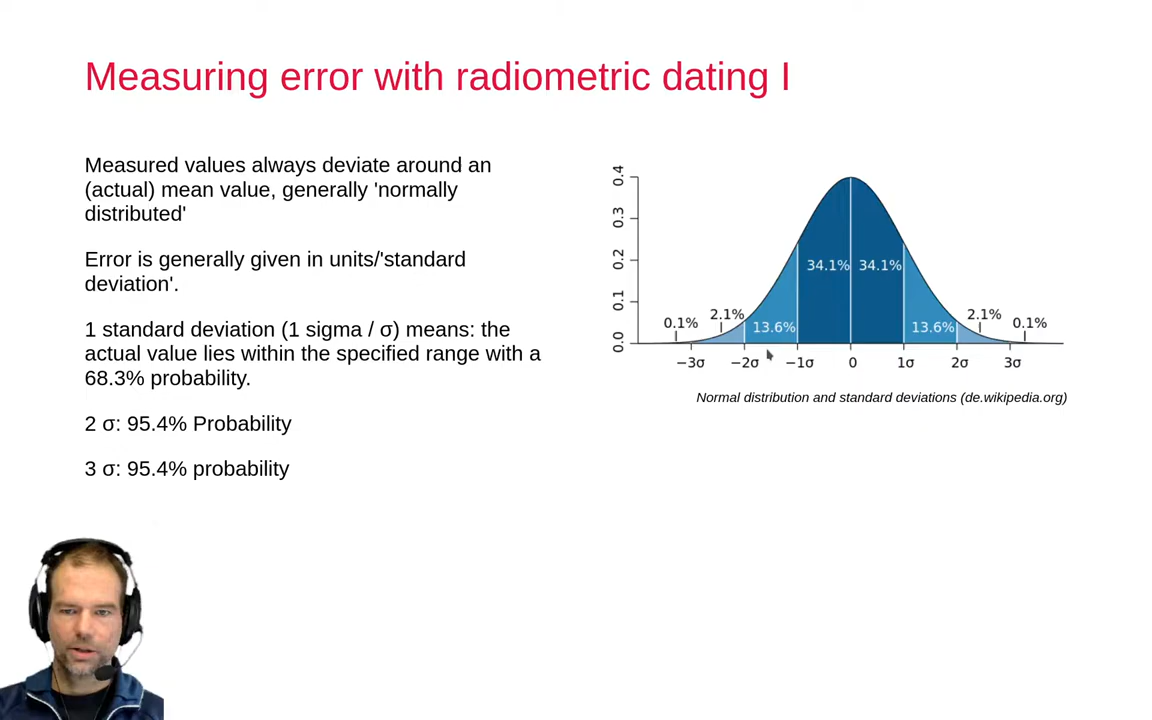 Measuring error with radiometric dating I
Measured values always deviate around an
(actual) mean value, generally 'normally
distributed'
Error is generally given in units/'standard
deviation'.
1 standard deviation (1 sigma / σ) means: the
actual value lies within the specified range with a
68.3% probability.
2 σ: 95.4% Probability
3 σ: 95.4% probability
0.4
0.3
0.2
0.1
0.0
34.1% 34.1%
0.1% 2.1% 13.6% 13.6% 2.1% 0.1%
−3σ −2σ −1σ 0 1σ 2σ 3σ
Normal distribution and standard deviations (de.wikipedia.org)